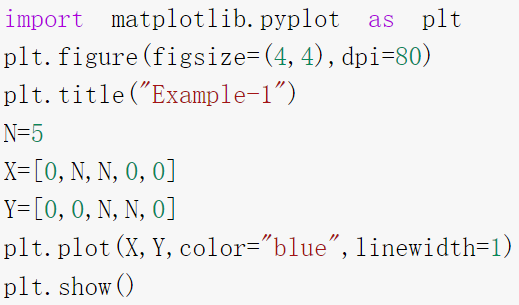 import  matplotlib.pyplot  as  plt
plt.figure(figsize=(4,4),dpi=80)
plt.title("Example-1")
N=5
X=[0,N,N,0,0]
Y=[0,0,N,N,0]
plt.plot(X,Y,color="blue",linewidth=1)
plt.show()